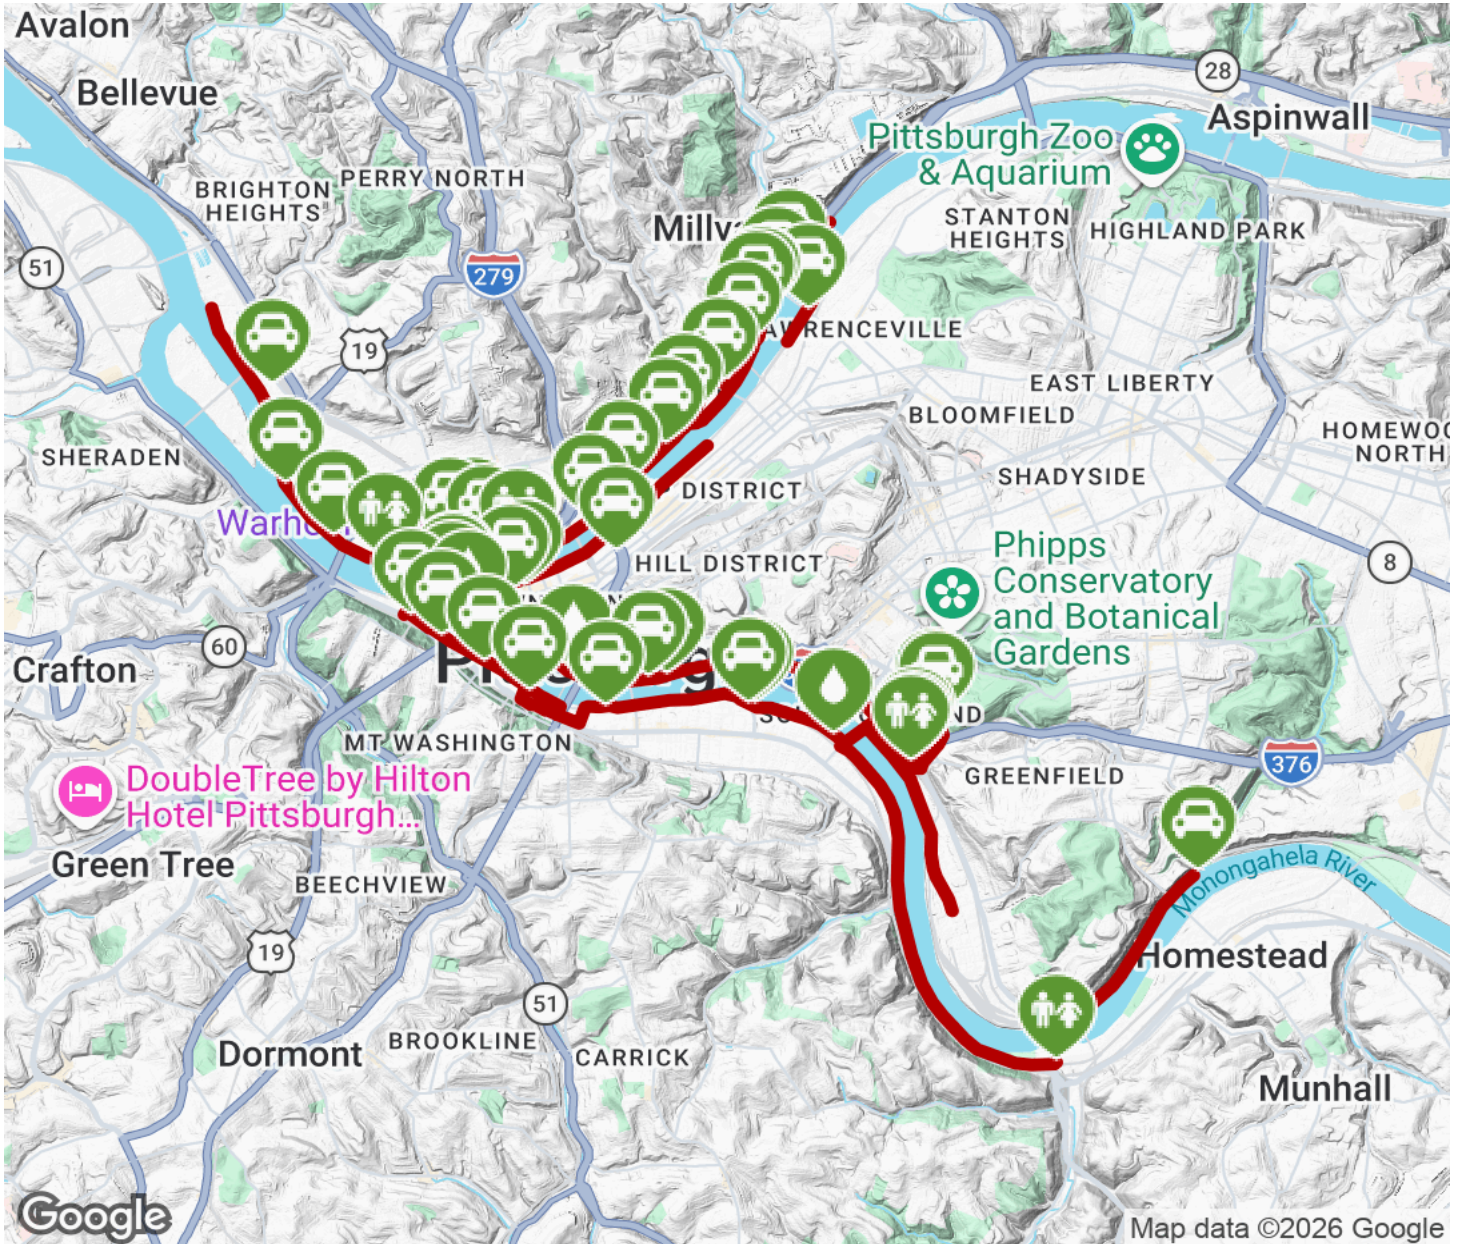 Avalon
Bellevue
28
Aspinwall
Pittsburgh Zoo
& Aquarium
BRIGHTON
HEIGHTS
PERRY NORTH
STANTON
HEIGHTS
HIGHLAND PARK
51
279
19
EAST LIBERTY
BLOOMFIELD
SHERADEN
SHADYSIDE
NORTH
DISTRICT
HILL DISTRICT
8
Phipps
Conservatory
and Botanical
Gardens
60
Crafton
MT WASHINGTON
376
DoubleTree by Hilton
Hotel Pittsburgh...
GREENFIELD
Green Tree
BEECHVIEW
Monongahela River
19
Homestead
51
BROOKLINE
Dormont
CARRICK
Munhall
Google
Map data ©2026 Google